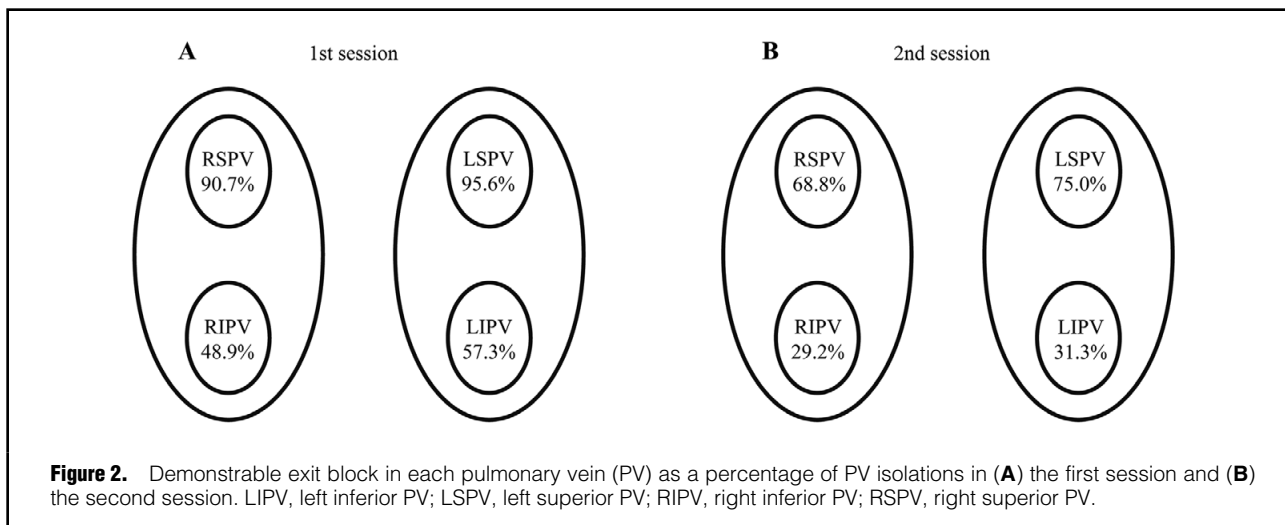 A 1st session
B 2nd session
RSPV
90.7%
LSPV
95.6%
RIPV
48.9%
LIPV
57.3%
RSPV
68.8%
LSPV
75.0%
RIPV
29.2%
LIPV
31.3%
Figure 2. Demonstrable exit block in each pulmonary vein (PV) as a percentage of PV isolations in (A) the first session and (B)
the second session. LIPV, left inferior PV; LSPV, left superior PV; RIPV, right inferior PV; RSPV, right superior PV.